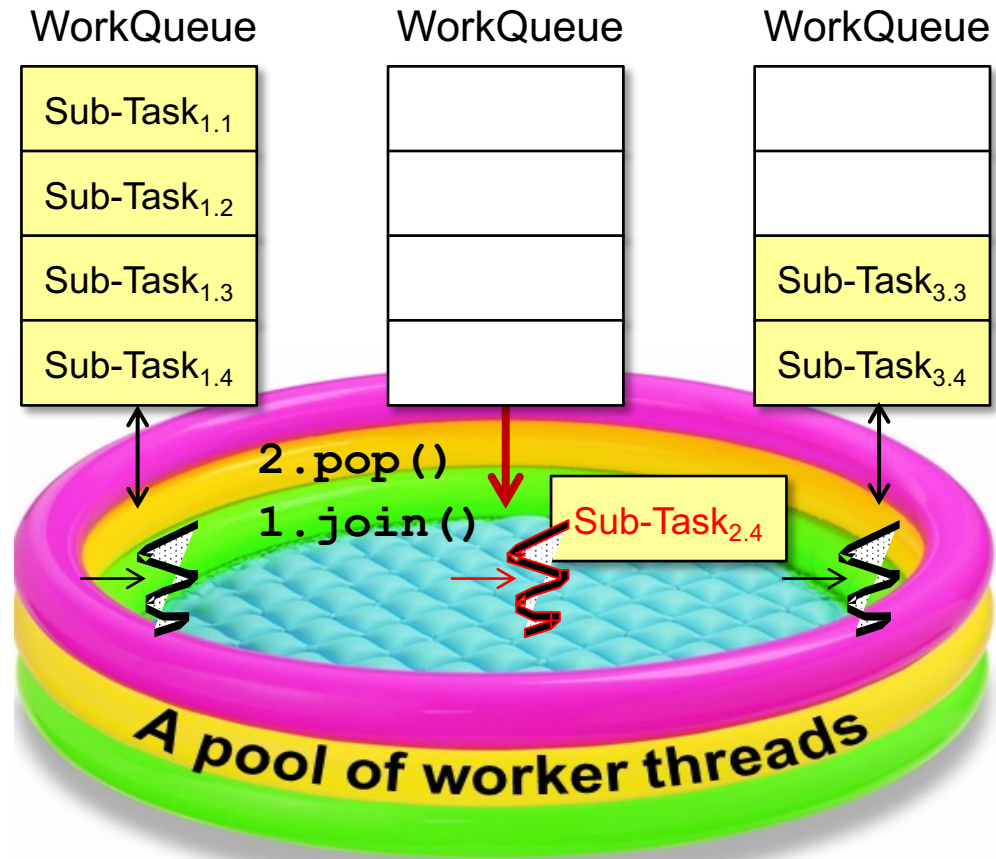 WorkQueue WorkQueue WorkQueue
Sub-Task1.1
Sub-Task1.2
Sub-Task1.3 Sub-Task3.3
Sub-Task1.4 Sub-Task3.4
2.pop()
1.join() Sub-Task2.4
A pool of worker threads